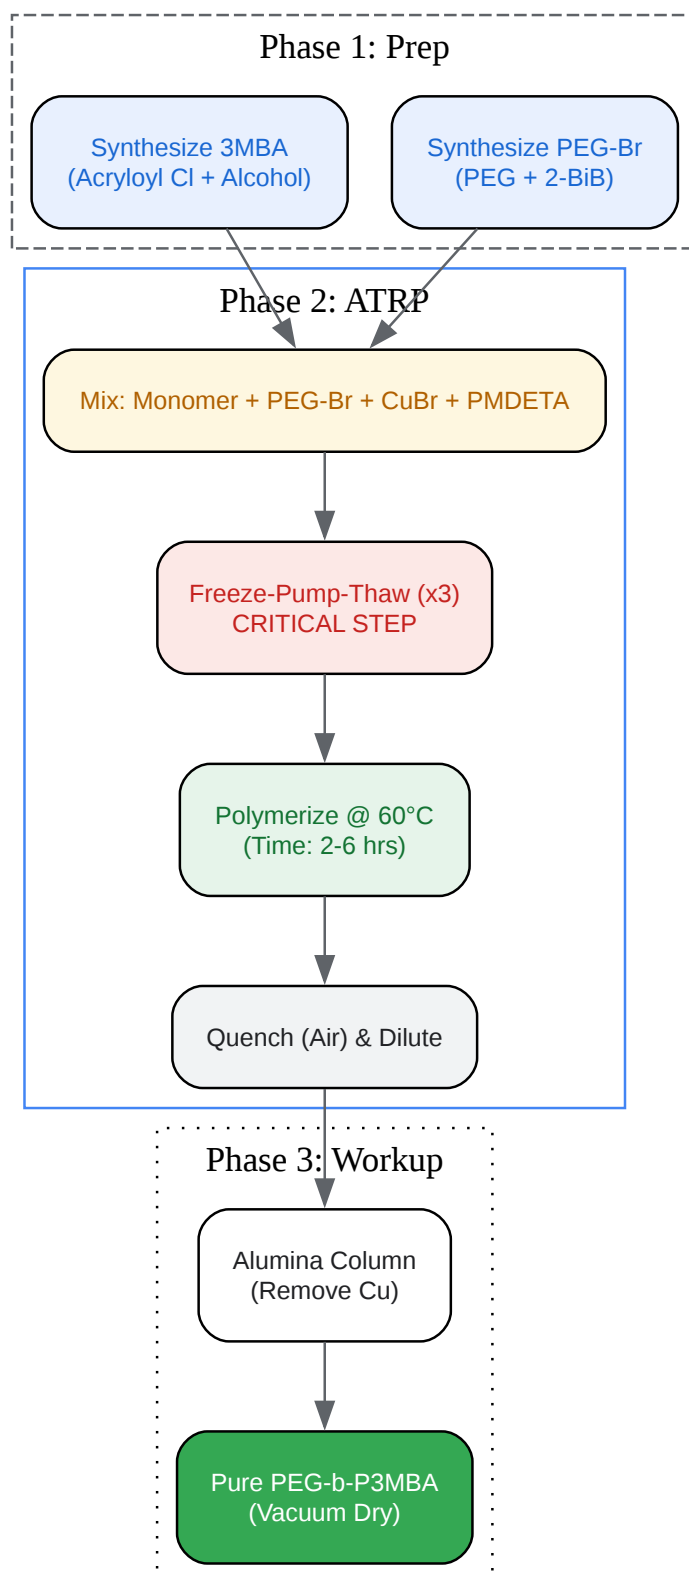 Phase 1: Prep
Synthesize 3MBA
(Acryloyl Cl + Alcohol)
Synthesize PEG-Br
(PEG + 2-BiB)
Phase 2: ATRP
Mix: Monomer + PEG-Br + CuBr + PMDETA
Freeze-Pump-Thaw (x3)
CRITICAL STEP
Polymerize @ 60°C
(Time: 2-6 hrs)
Quench (Air) & Dilute
Phase 3: Workup
Alumina Column
(Remove Cu)
Pure PEG-b-P3MBA
(Vacuum Dry)